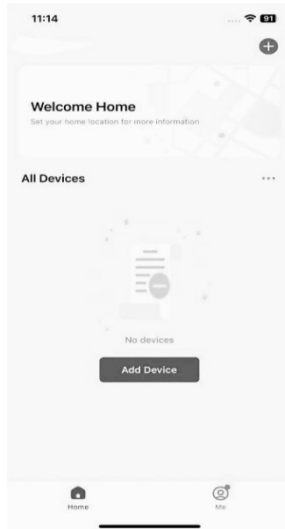 11:14
91
Welcome Home
Set your home location for more information
All Devices
No devices
Add Device
Home
Me